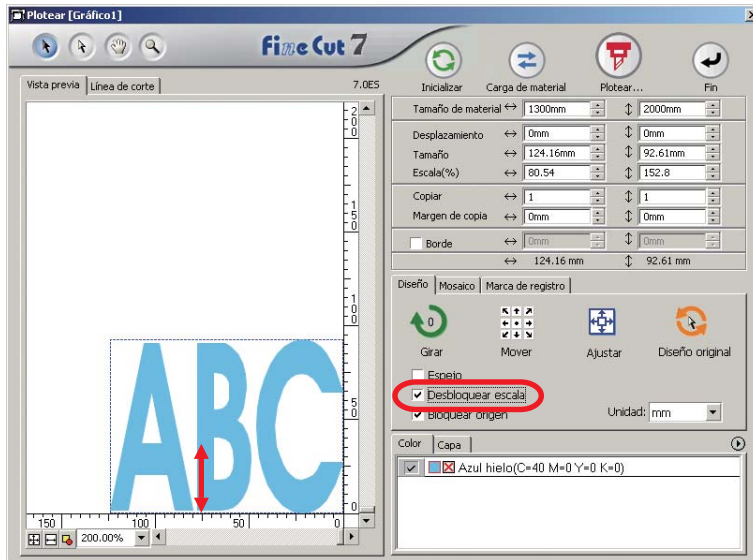 Plotear [Gráfico1]
FineCut 7
Inicializar Carga de material Plotear... Fin
Vista previa Línea de corte 7.0ES
Tamaño de material 1300mm 2000mm
Desplazamiento 0mm 0mm
Tamaño 124.16mm 92.61mm
Escala(%) 80.54 152.8
Copiar 1 1
Margen de copia 0mm 0mm
Borde 0mm 0mm
124.16 mm 92.61 mm
Diseño Mosaico Marca de registro
0
Girar Mover Ajustar Diseño original
Espejo
Desbloquear escala
Bloquear origen Unidad: mm
Color Capa
Azul hielo(C=40 M=0 Y=0 K=0)
200
150
100
50
0
ABC
150 100 50 0
200.00%